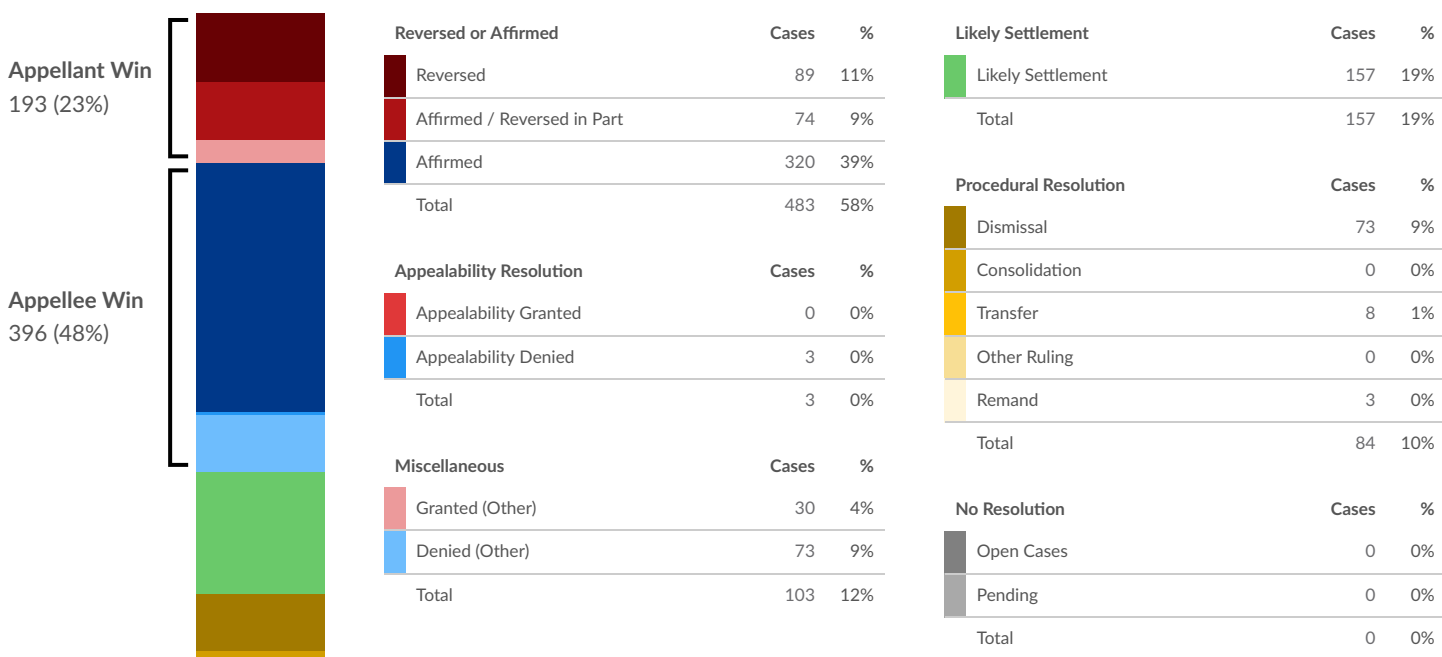 Appellant Win
193 (23%)
Appellee Win
396 (48%)
Reversed or Affirmed Cases %
Reversed 89 11%
Affirmed / Reversed in Part 74 9%
Affirmed 320 39%
Total 483 58%
Appealability Resolution Cases %
Appealability Granted 0 0%
Appealability Denied 3 0%
Total 3 0%
Miscellaneous Cases %
Granted (Other) 30 4%
Denied (Other) 73 9%
Total 103 12%
Likely Settlement Cases %
Likely Settlement 157 19%
Total 157 19%
Procedural Resolution Cases %
Dismissal 73 9%
Consolidation 0 0%
Transfer 8 1%
Other Ruling 0 0%
Remand 3 0%
Total 84 10%
No Resolution Cases %
Open Cases 0 0%
Pending 0 0%
Total 0 0%